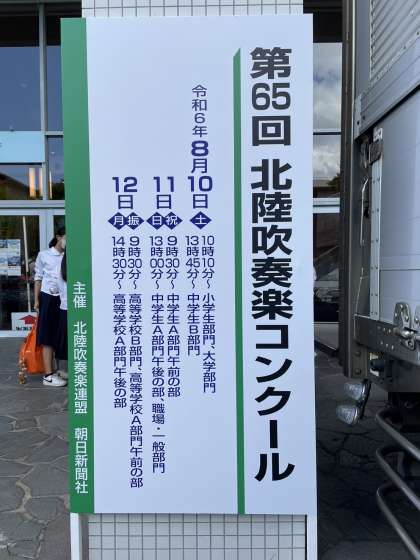 第65回 北陸吹奏楽コンクール
令和6年8月10日(土)
10時10分〜小学生部門、大学部門
13時45分〜中学生B部門
11日(日・祝)
9時30分〜中学生A部門午前の部
13時00分〜中学生A部門午後の部、職場・一般部門
12日(月・振)
9時30分〜高等学校B部門、高等学校A部門午前の部
14時30分〜高等学校A部門午後の部
主催 北陸吹奏楽連盟 朝日新聞社